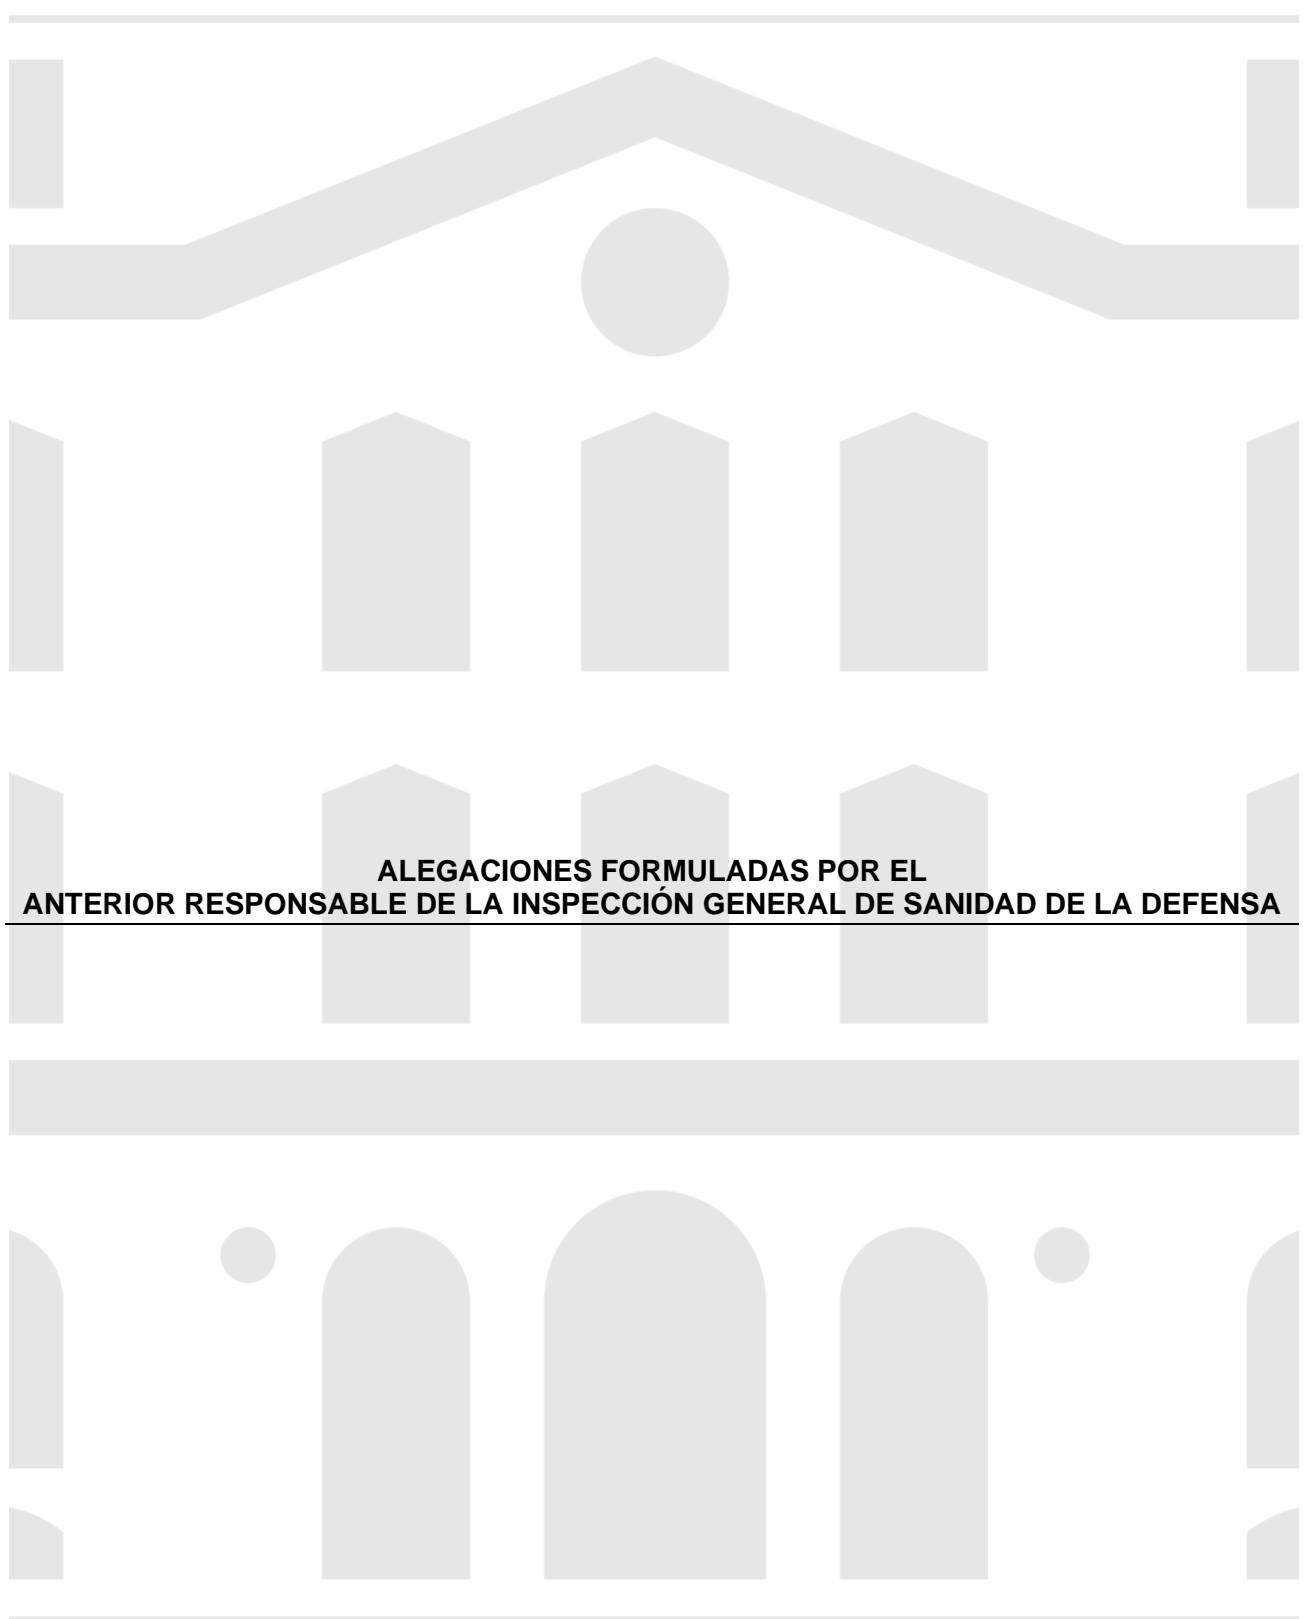 ALEGACIONES FORMULADAS POR EL
ANTERIOR RESPONSABLE DE LA INSPECCIÓN GENERAL DE SANIDAD DE LA DEFENSA